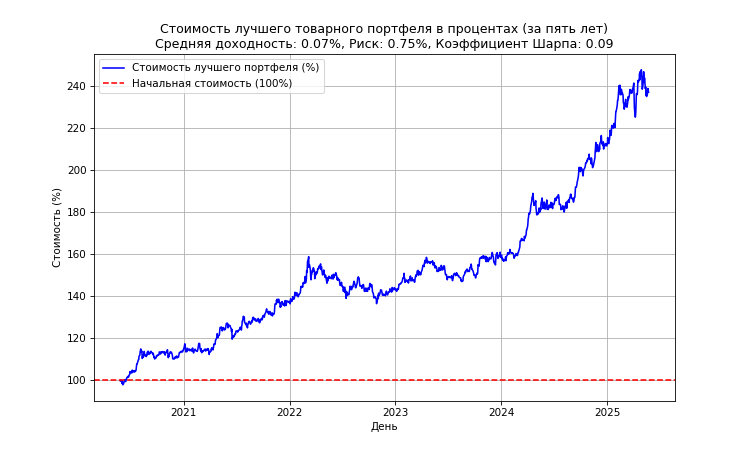 Стоимость лучшего товарного портфеля в процентах (за пять лет)
Средняя доходность: 0.07%, Риск: 0.75%, Коэффициент Шарпа: 0.09
Стоимость лучшего портфеля (%)
Начальная стоимость (100%)
Стоимость (%)
240
220
200
180
160
140
120
100
2021
2022
2023
2024
2025
День